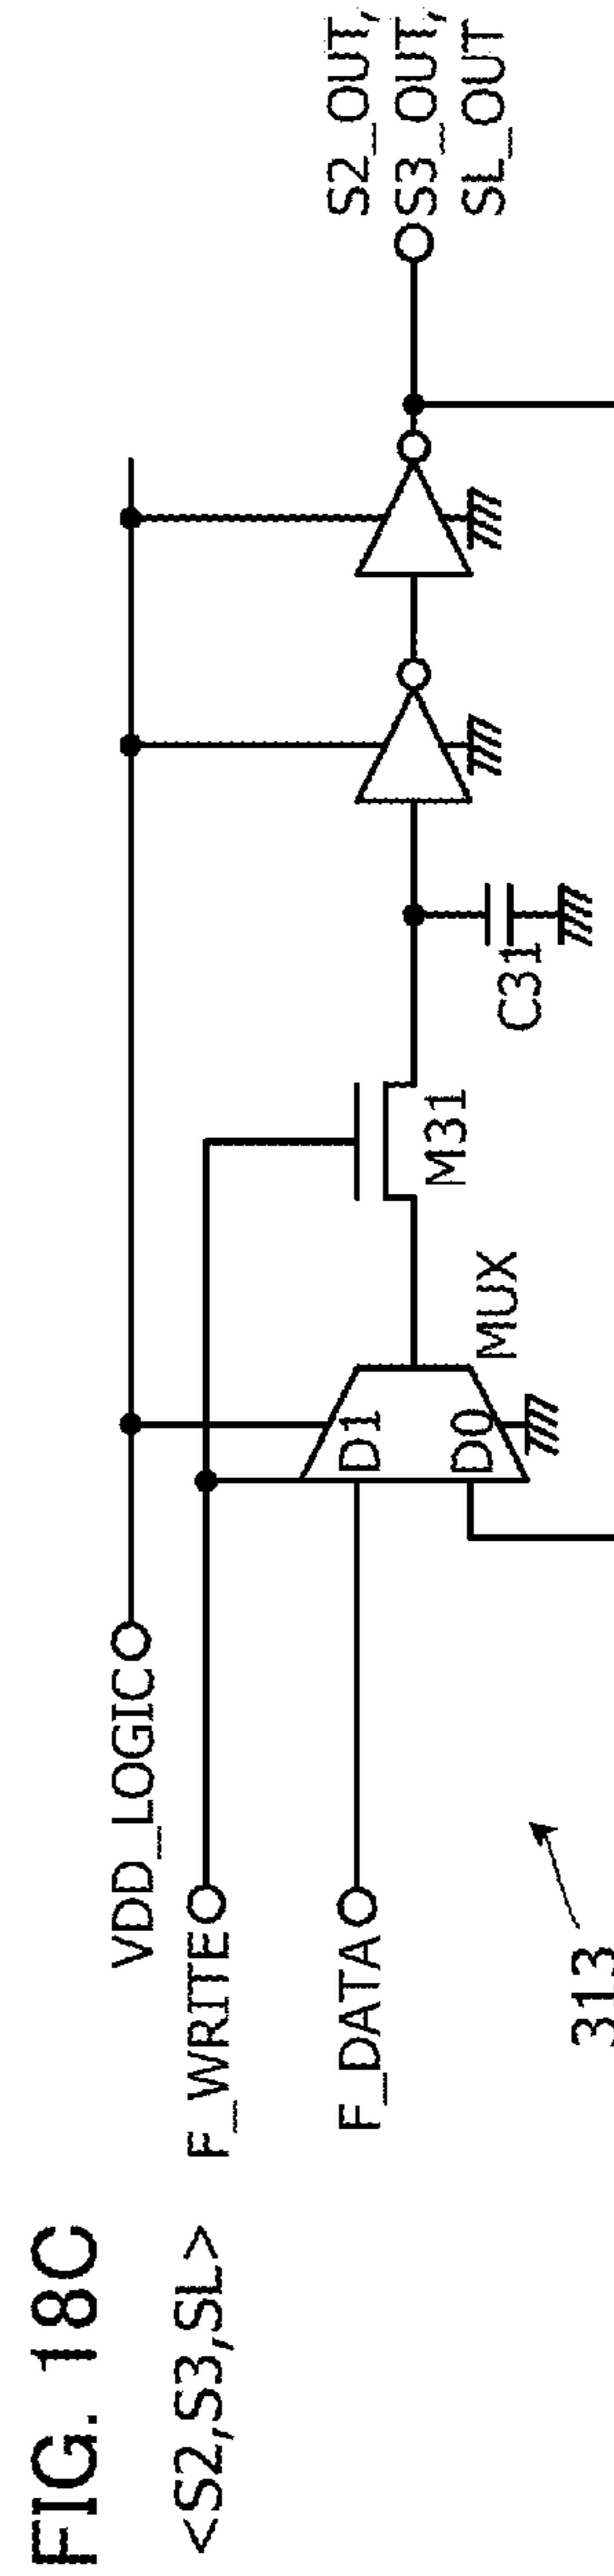 FIG. 18C
<S2,S3,SL>
VDD_LOGIC
F_WRITE
F_DATA
313
D1
D0
MUX
M31
C31
S2_OUT,
S3_OUT,
SL_OUT